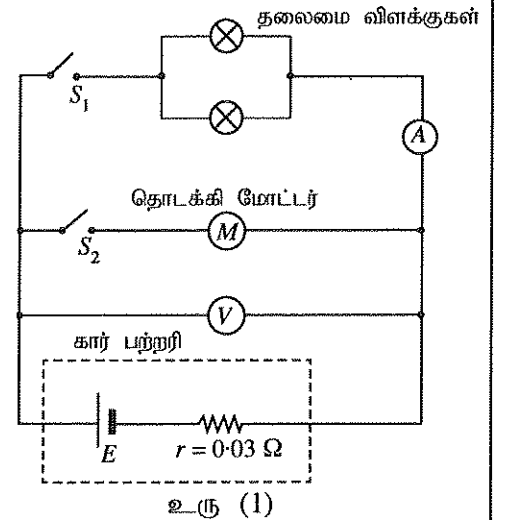 தலைமை விளக்குகள்
S₁
A
தொடக்கி மோட்டர்
S₂
M
V
கார் பற்றரி
E
r = 0·03 Ω
உரு (1)